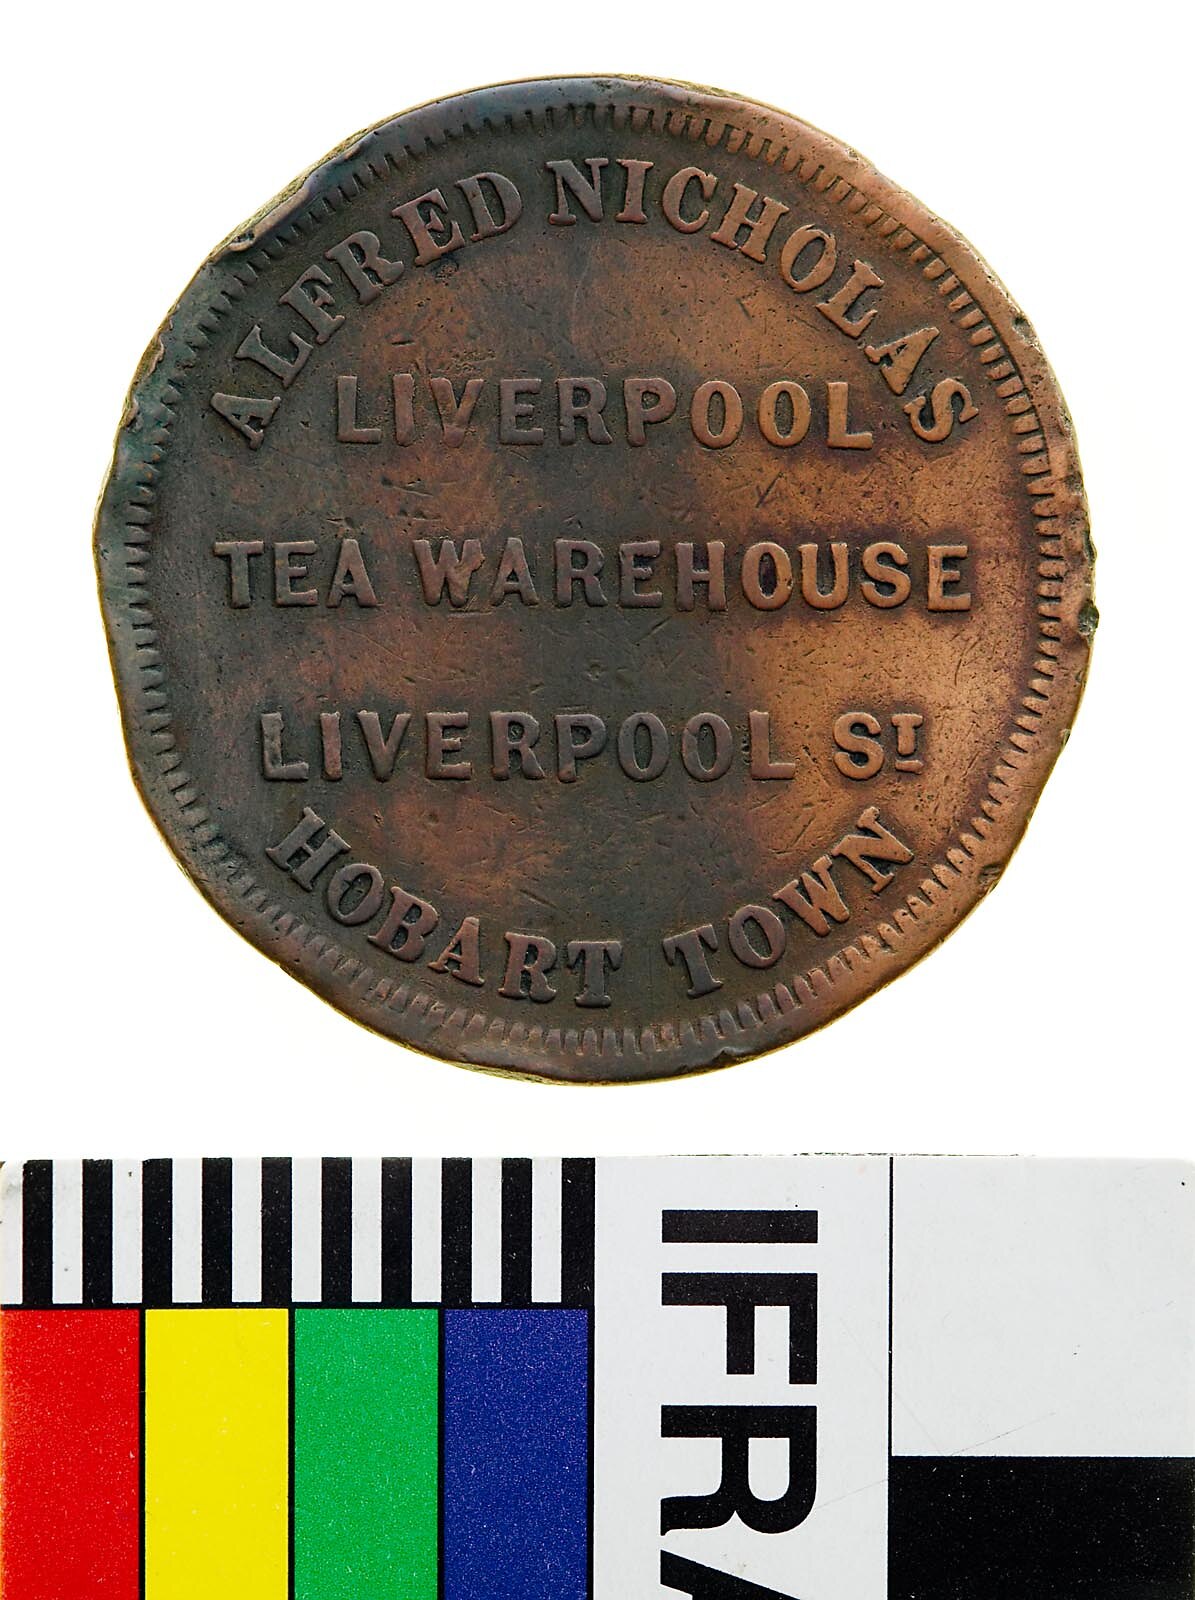 ALFRED NICHOLAS
LIVERPOOL
TEA WAREHOUSE
LIVERPOOL ST
HOBART TOWN
IFRA